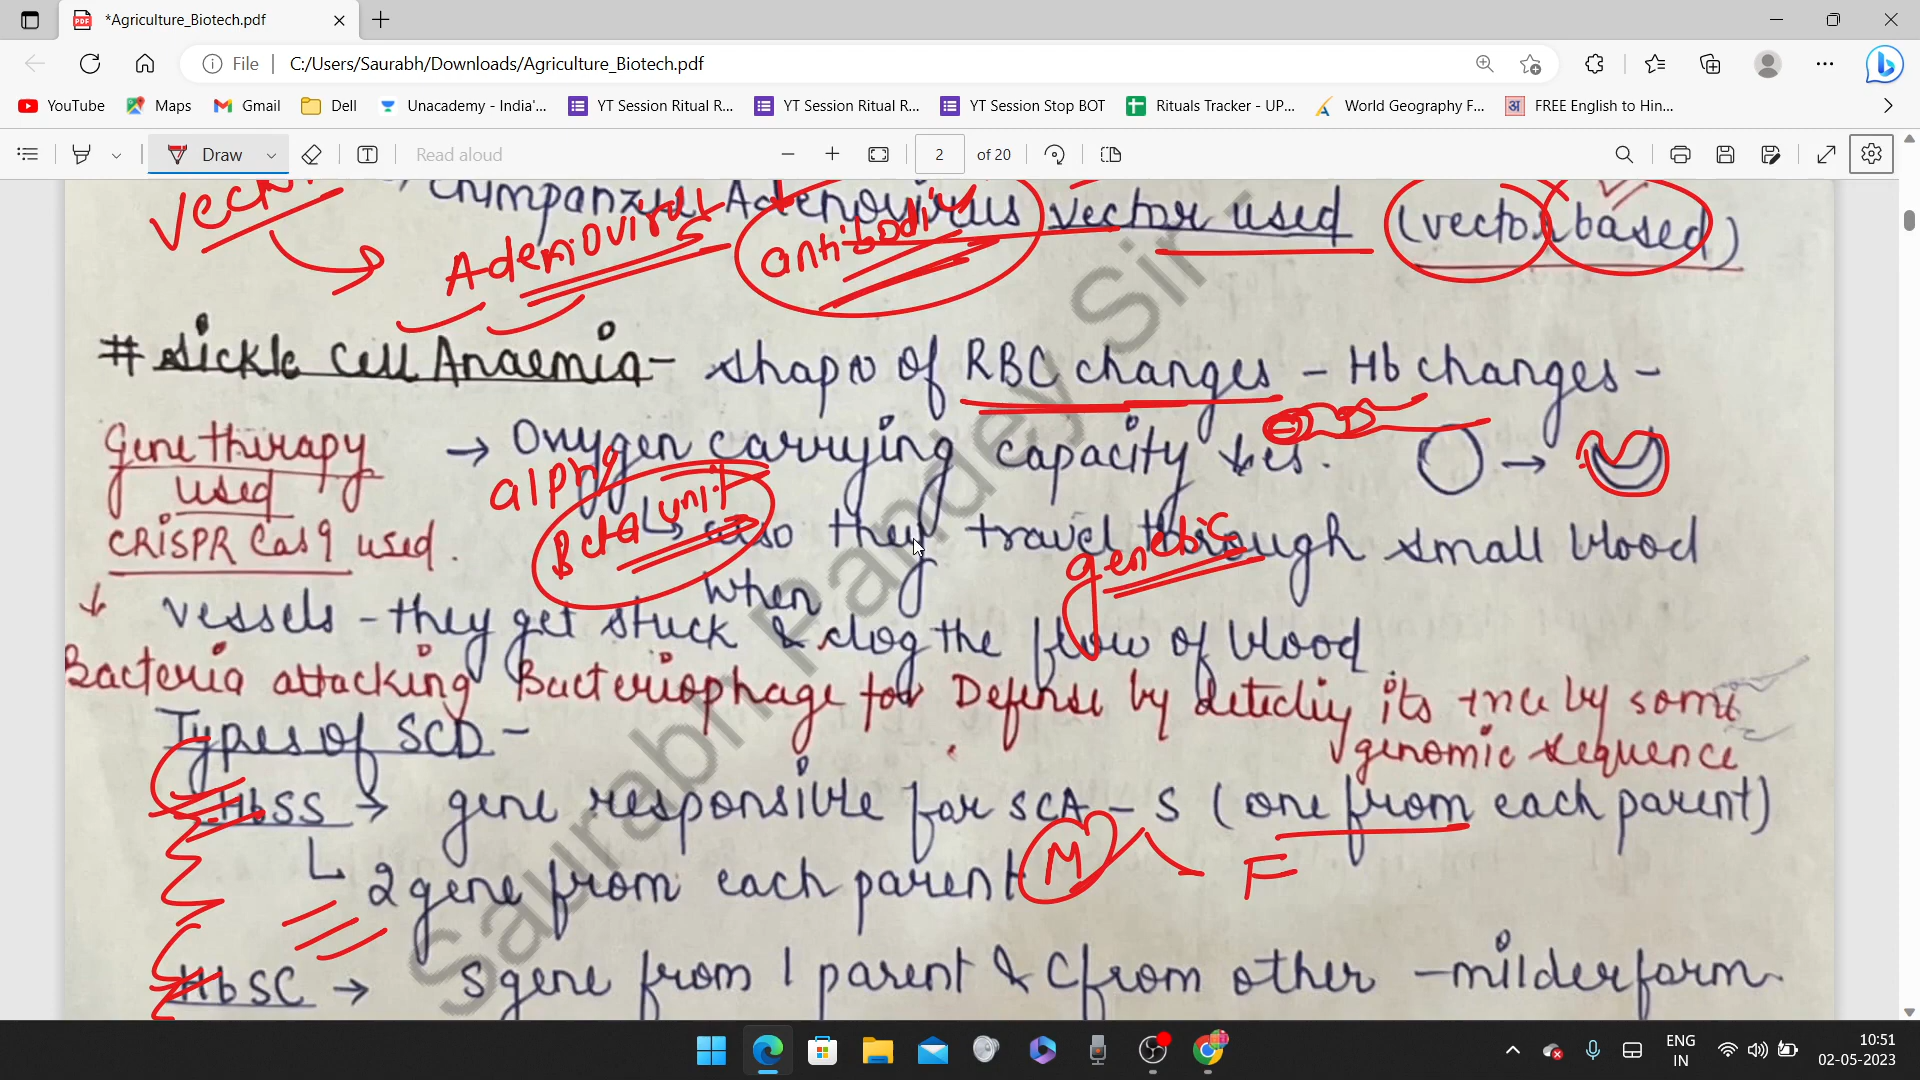 *Agriculture_Biotech.pdf
File C:/Users/Saurabh/Downloads/Agriculture_Biotech.pdf
YouTube Maps Gmail Dell Unacademy - India'... YT Session Ritual R... YT Session Ritual R... YT Session Stop BOT Rituals Tracker - UP... World Geography F... FREE English to Hin...
Draw Read aloud 2 of 20
Chimpanzee Adenovirus vector used (vector based)
Adenovirus antibodi
# Sickle Cell Anaemia - shape of RBC changes - Hb changes -
Gene thirapy → Oxygen carrying capacity ↓es.
used
alpha
Beta unit
CRISPR Cas9 used. ↳ also they travel through small blood
genetic
when
vessels - they get stuck & clog the flow of blood
Bacteria attacking Bacteriophage for Defense by its by some
genomic sequence
Types of SCD -
HbSS → gene responsible for SCA - S (one from each parent)
↳ 2 gene from each parent M F
HbSC → S gene from 1 parent & C from other - milder form
Saurabh Pandey Sir
ENG
IN
10:51
02-05-2023